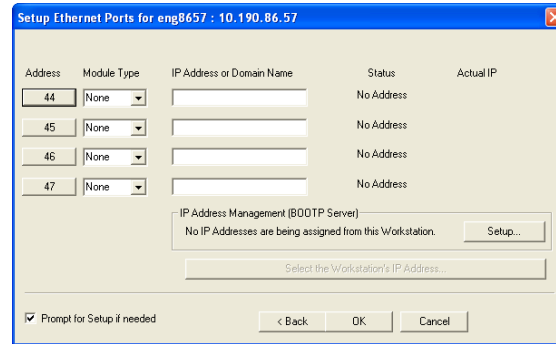 Setup Ethernet Ports for eng8657 : 10.190.86.57
Address Module Type IP Address or Domain Name Status Actual IP
44 None No Address
45 None No Address
46 None No Address
47 None No Address
IP Address Management (BOOTP Server)
No IP Addresses are being assigned from this Workstation. Setup...
Select the Workstation's IP Address...
Prompt for Setup if needed < Back OK Cancel